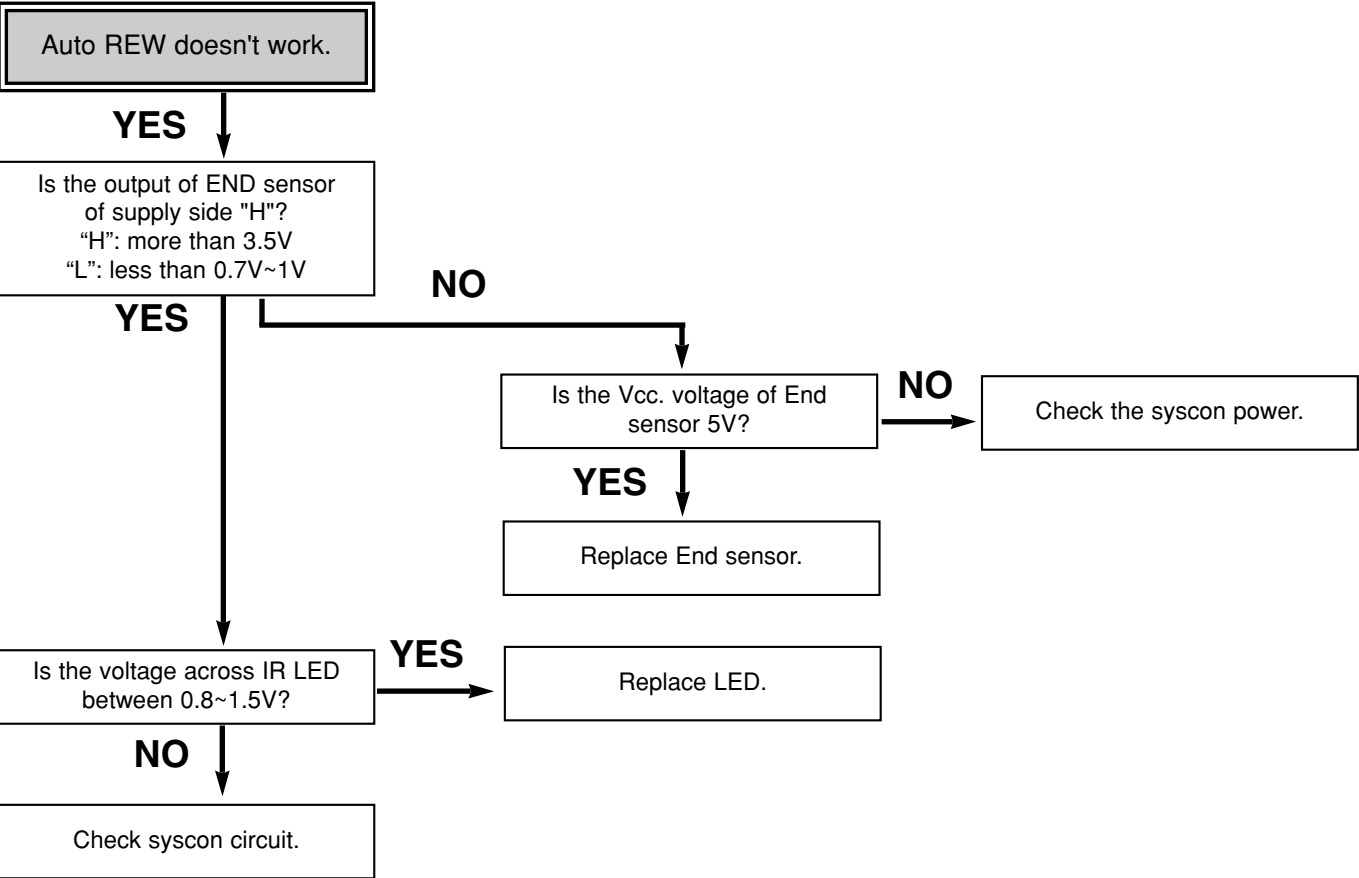 Auto REW doesn't work.
YES
Is the output of END sensor
of supply side "H"?
“H”: more than 3.5V
“L”: less than 0.7V~1V
NO
YES
Is the Vcc. voltage of End
sensor 5V?
NO
Check the syscon power.
YES
Replace End sensor.
Is the voltage across IR LED
between 0.8~1.5V?
YES
Replace LED.
NO
Check syscon circuit.